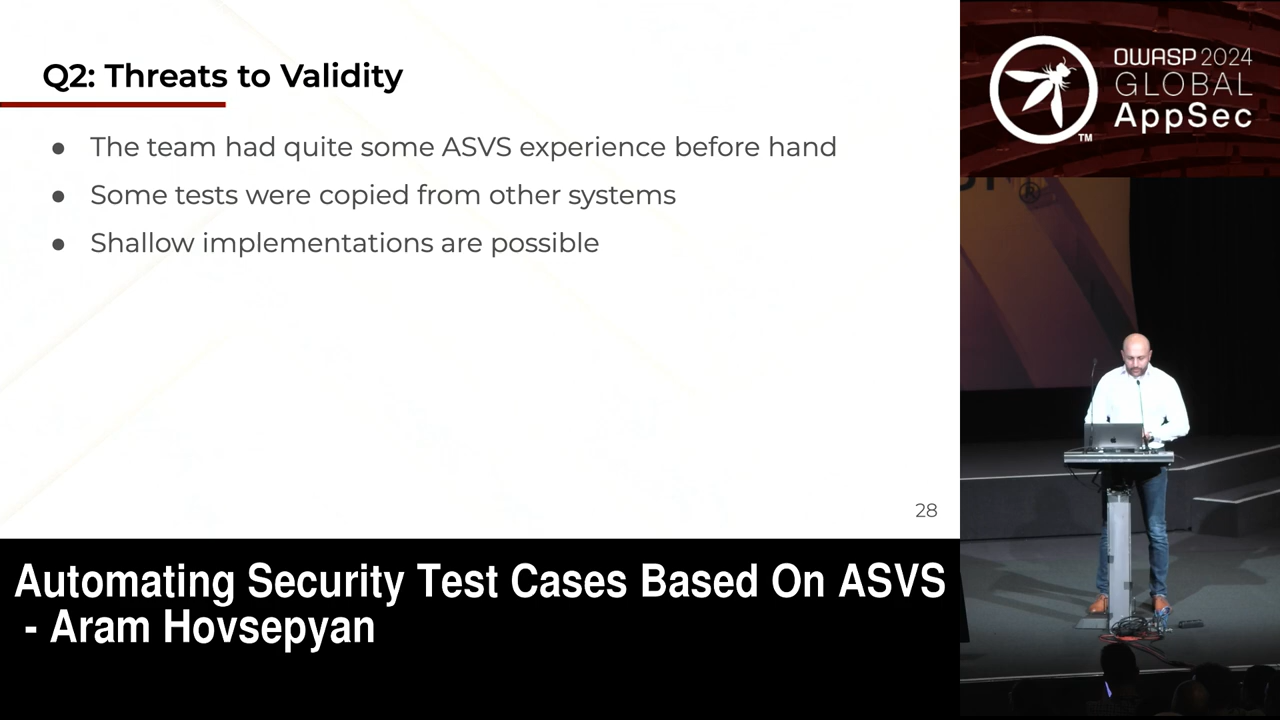 Q2: Threats to Validity
● The team had quite some ASVS experience before hand
● Some tests were copied from other systems
● Shallow implementations are possible
28
Automating Security Test Cases Based On ASVS
- Aram Hovsepyan
OWASP 2024
GLOBAL
AppSec
TM
®